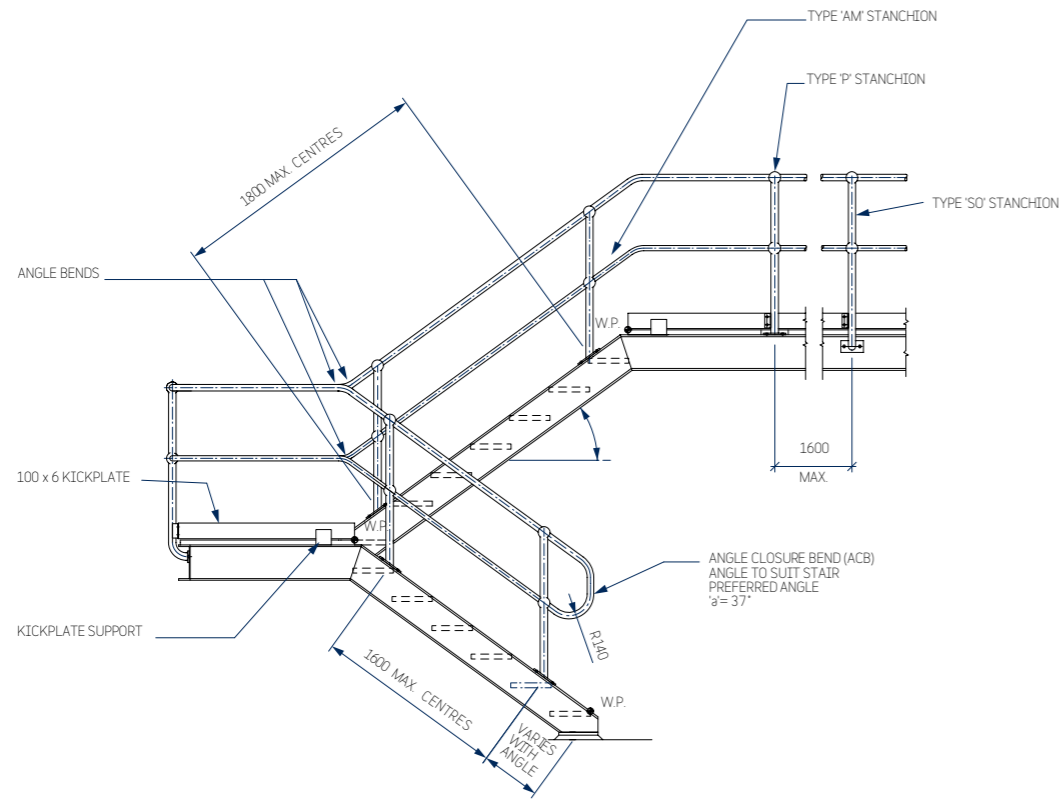 TYPE 'AM' STANCHION
TYPE 'P' STANCHION
1800 MAX. CENTRES
TYPE 'SO' STANCHION
ANGLE BENDS
W.P.
1600
MAX.
100 x 6 KICKPLATE
W.P.
ANGLE CLOSURE BEND (ACB)
ANGLE TO SUIT STAIR
PREFERRED ANGLE
'a'= 37°
KICKPLATE SUPPORT
R140
1600 MAX. CENTRES
W.P.
VARIES
WITH
ANGLE